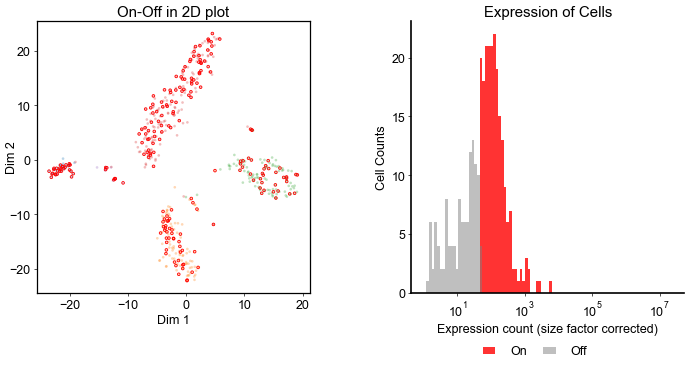 On-Off in 2D plot
20
10
0
−10
−20
Dim 2
−20 −10 0 10 20
Dim 1
Expression of Cells
20
15
10
5
0
Cell Counts
10^1 10^3 10^5 10^7
Expression count (size factor corrected)
On Off